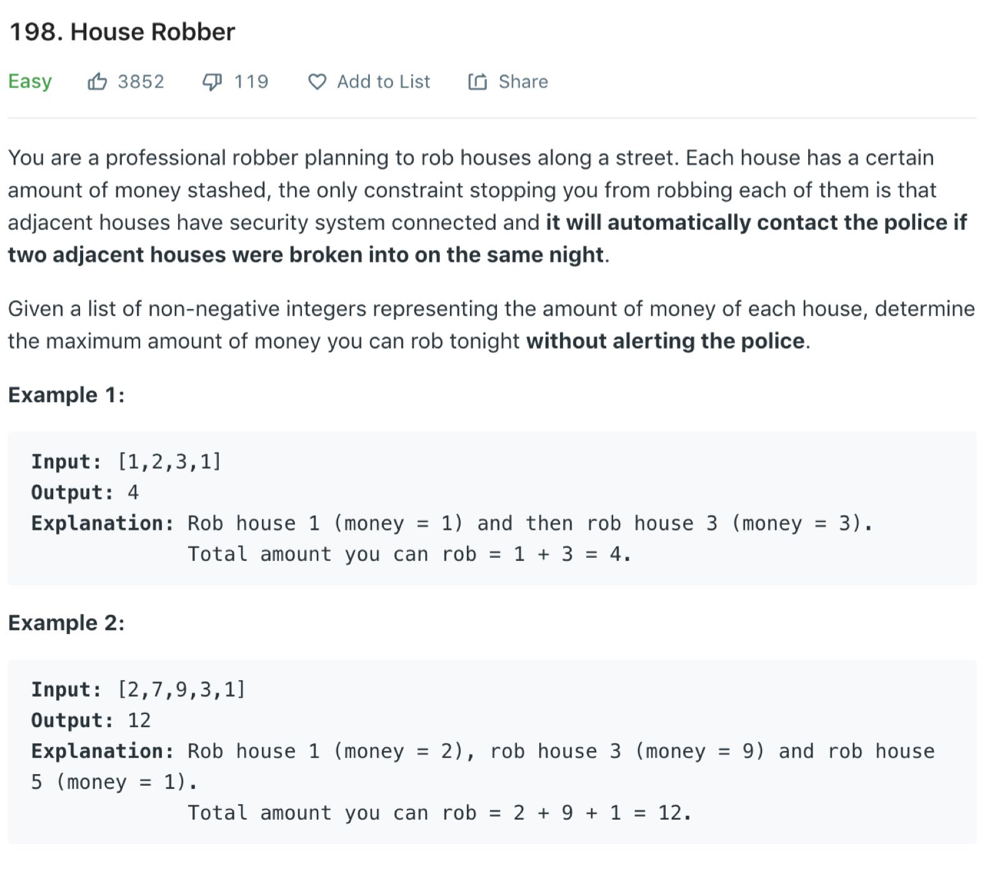 198. House Robber
Easy 3852 119 Add to List Share
You are a professional robber planning to rob houses along a street. Each house has a certain
amount of money stashed, the only constraint stopping you from robbing each of them is that
adjacent houses have security system connected and it will automatically contact the police if
two adjacent houses were broken into on the same night.
Given a list of non-negative integers representing the amount of money of each house, determine
the maximum amount of money you can rob tonight without alerting the police.
Example 1:
Input: [1,2,3,1]
Output: 4
Explanation: Rob house 1 (money = 1) and then rob house 3 (money = 3).
Total amount you can rob = 1 + 3 = 4.
Example 2:
Input: [2,7,9,3,1]
Output: 12
Explanation: Rob house 1 (money = 2), rob house 3 (money = 9) and rob house
5 (money = 1).
Total amount you can rob = 2 + 9 + 1 = 12.